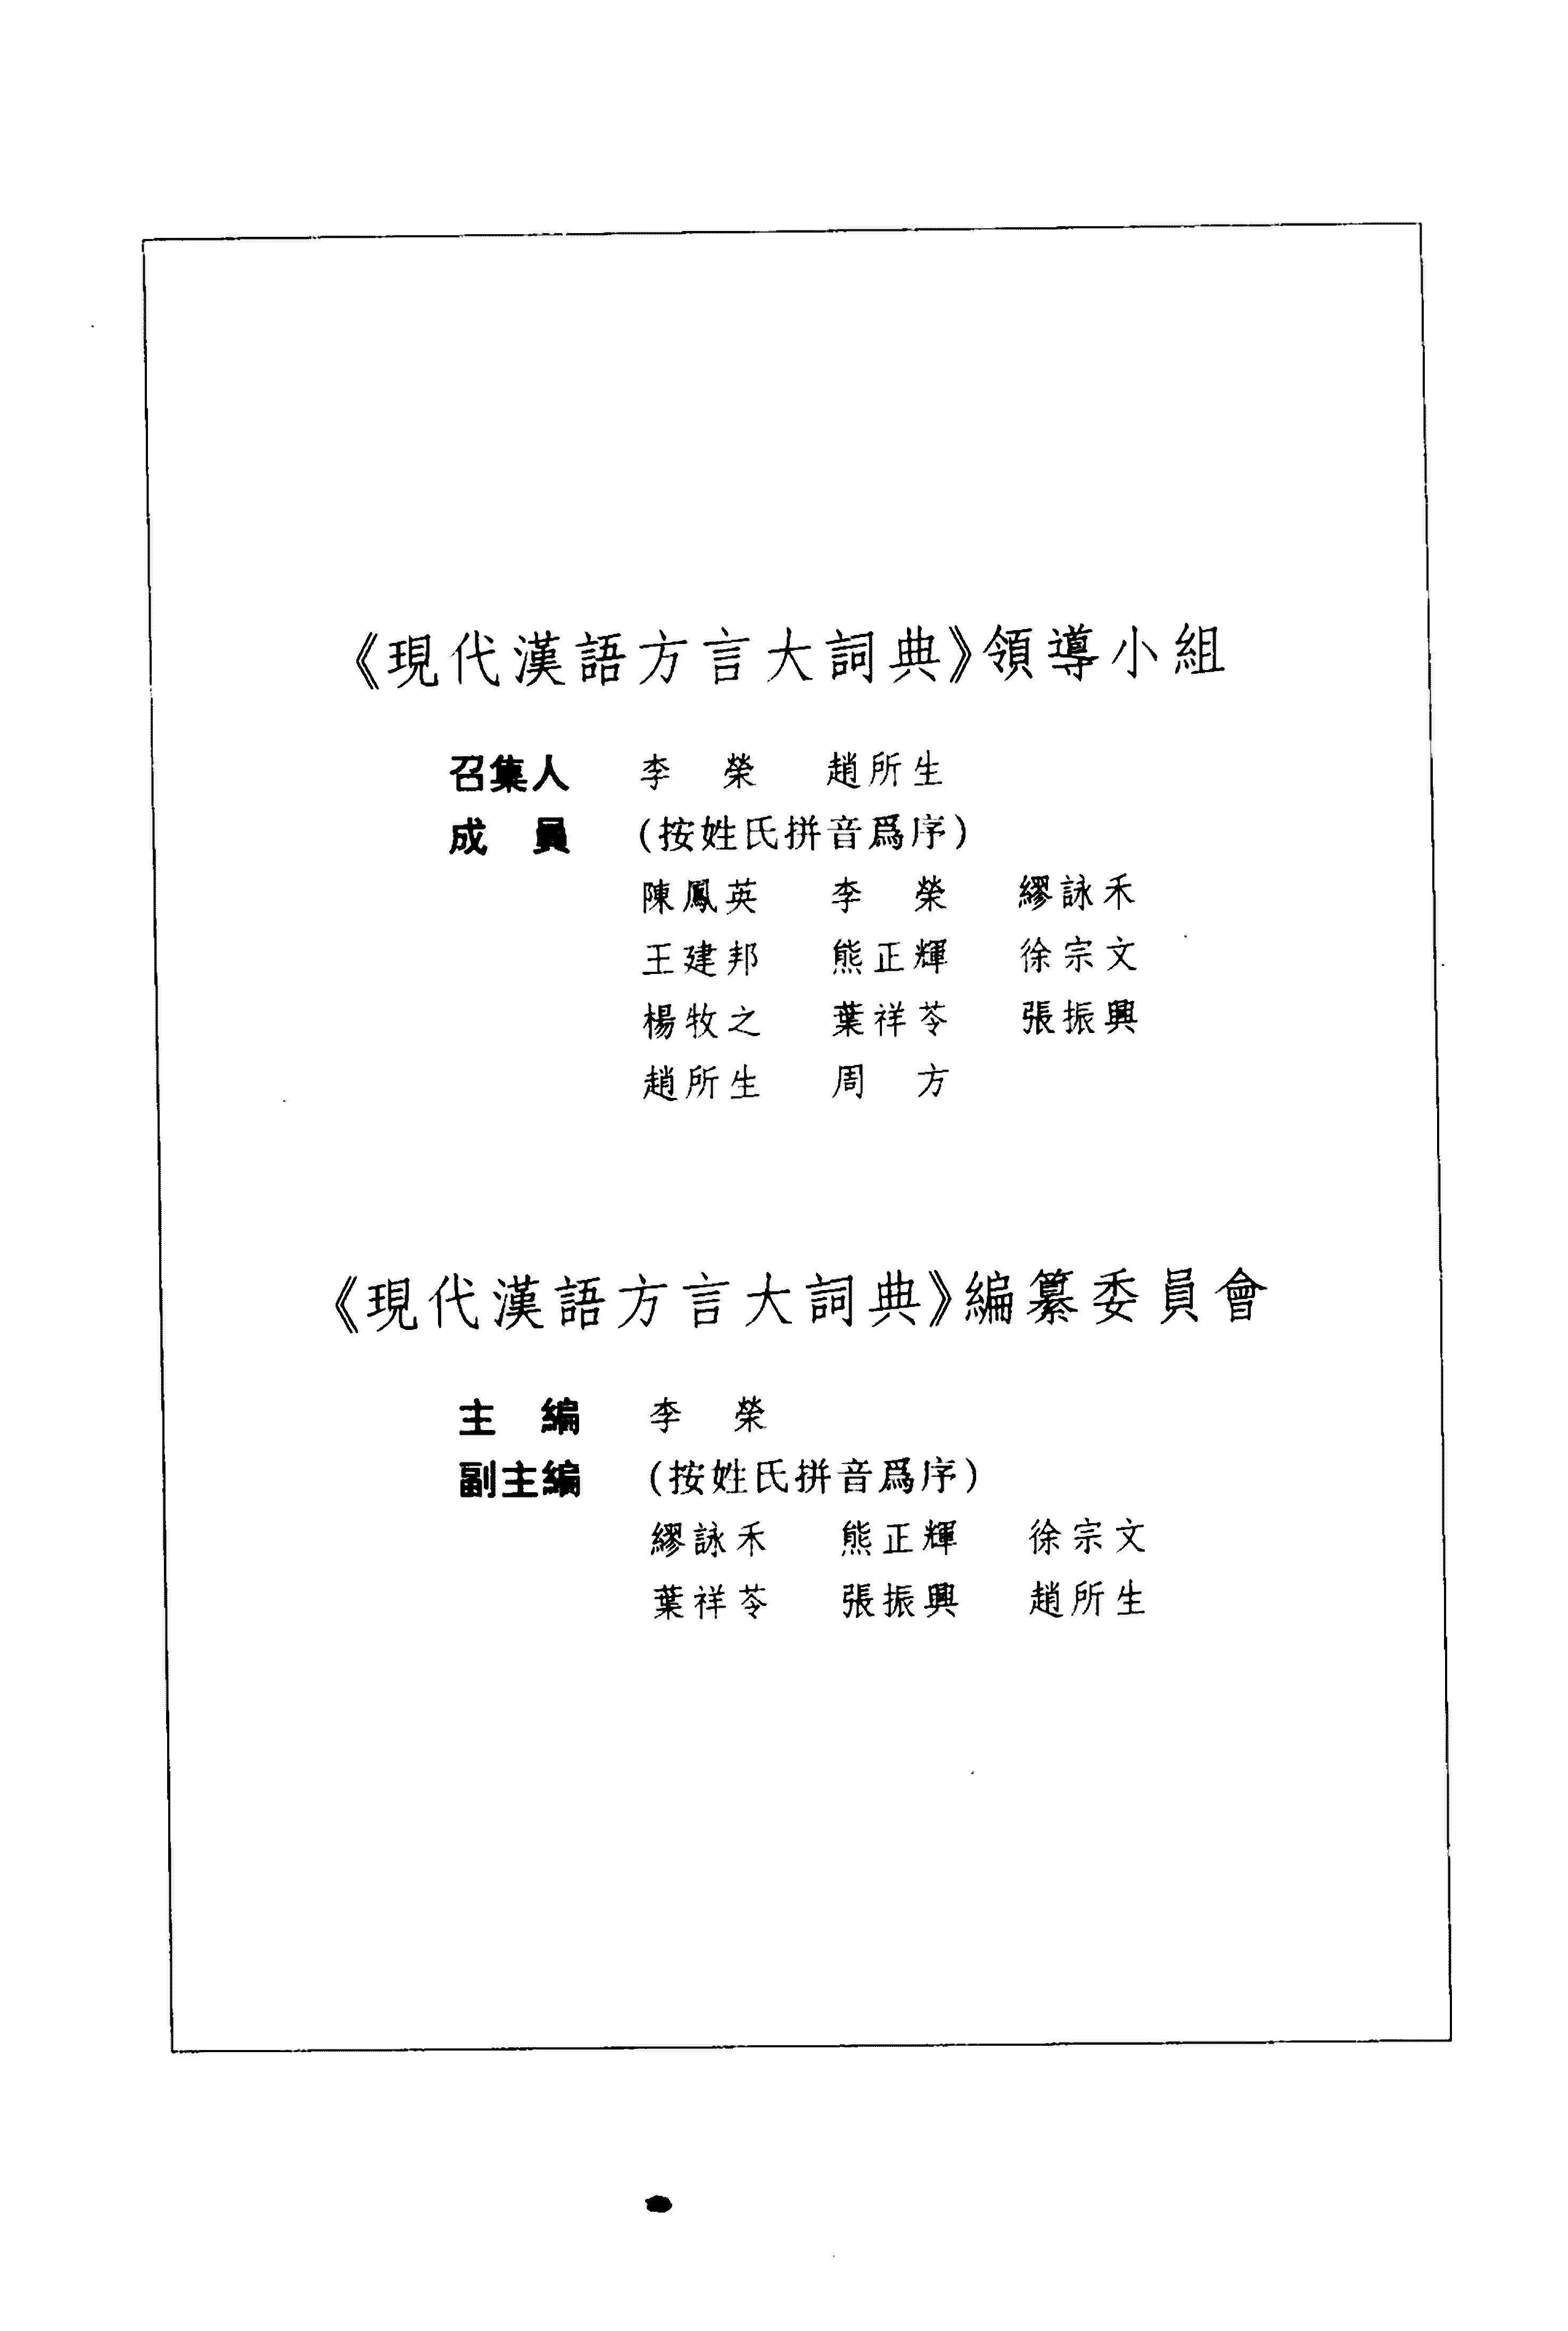 《現代漢語方言大詞典》領導小組
召集人 李 榮 趙所生
成 員 (按姓氏拼音爲序)
陳鳳英 李 榮 繆詠禾
王建邦 熊正輝 徐宗文
楊牧之 葉祥苓 張振興
趙所生 周 方
《現代漢語方言大詞典》編纂委員會
主 編 李 榮
副主編 (按姓氏拼音爲序)
繆詠禾 熊正輝 徐宗文
葉祥苓 張振興 趙所生